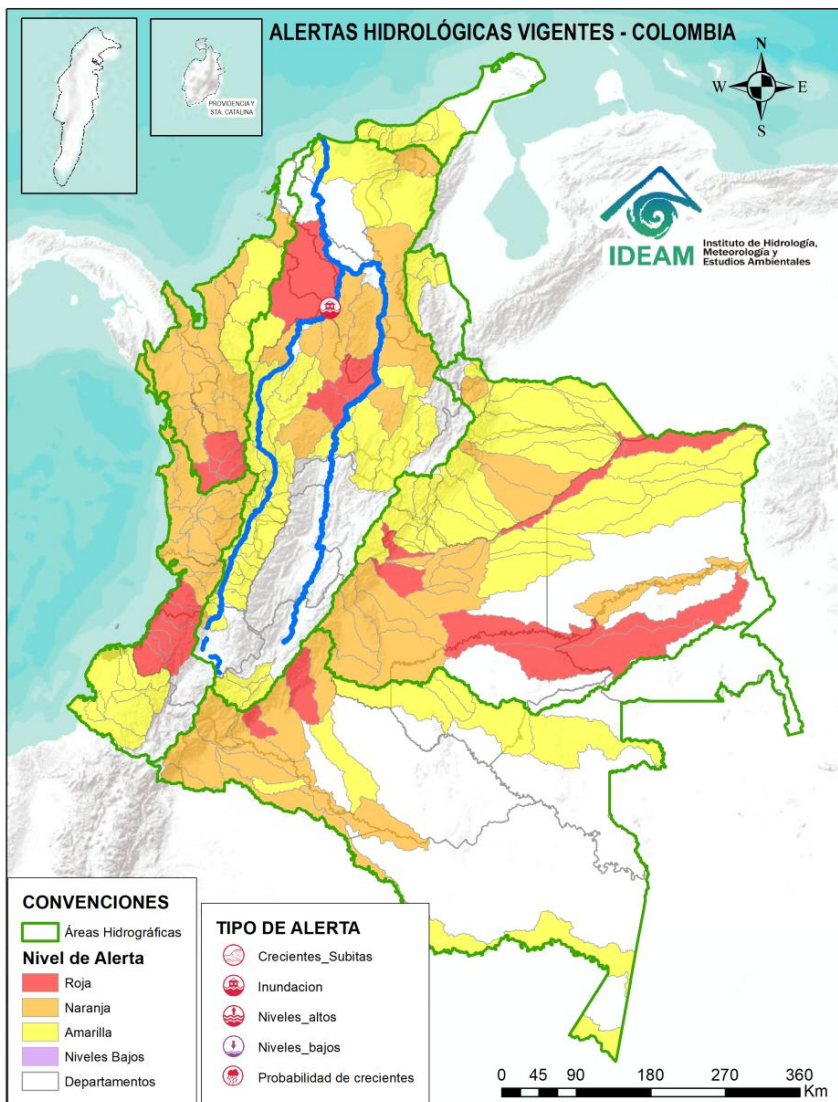 ALERTAS HIDROLÓGICAS VIGENTES - COLOMBIA
PROVIDENCIA Y
STA. CATALINA
N
W
E
S
IDEAM
Instituto de Hidrología,
Meteorología y
Estudios Ambientales
CONVENCIONES
Áreas Hidrográficas
Nivel de Alerta
Roja
Naranja
Amarilla
Niveles Bajos
Departamentos
TIPO DE ALERTA
Crecientes_Subitas
Inundacion
Niveles_altos
Niveles_bajos
Probabilidad de crecientes
0 45 90 180 270 360
Km